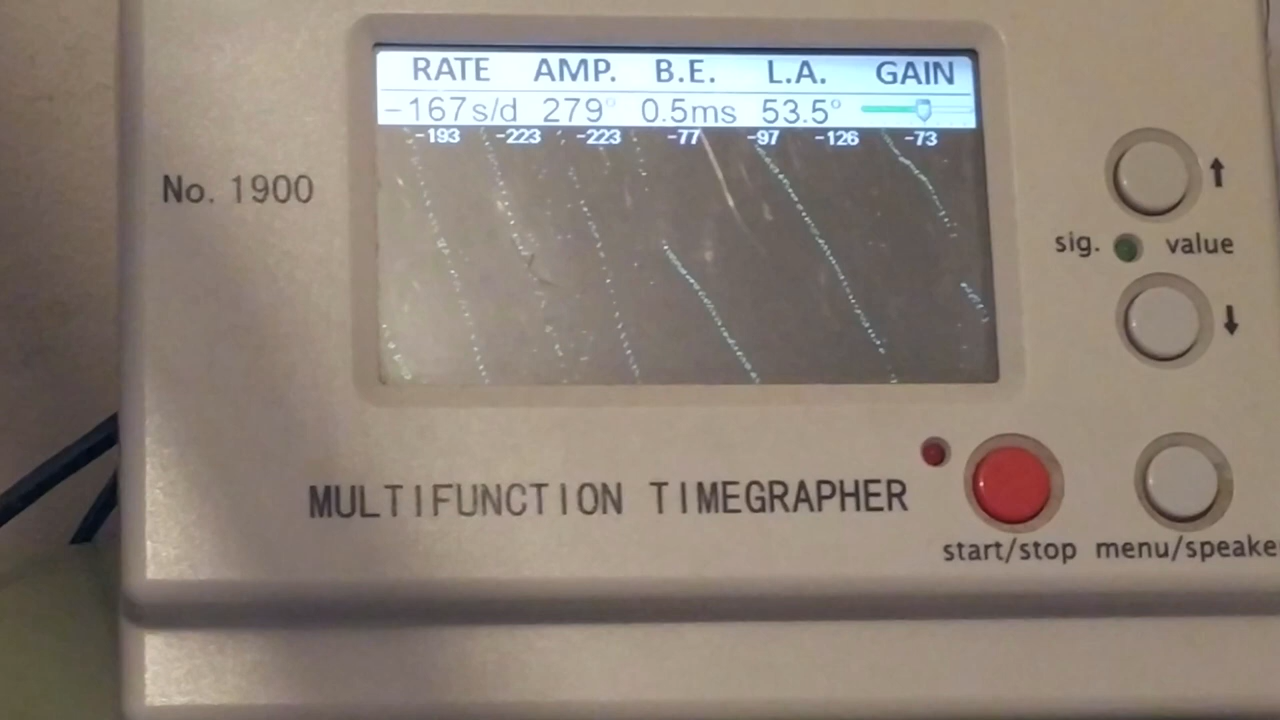 RATE AMP. B.E. L.A. GAIN
-167s/d 279° 0.5ms 53.5°
-193 -223 -223 -77 -97 -126 -73
No. 1900
↑
sig. value
↓
MULTIFUNCTION TIMEGRAPHER
start/stop menu/speake